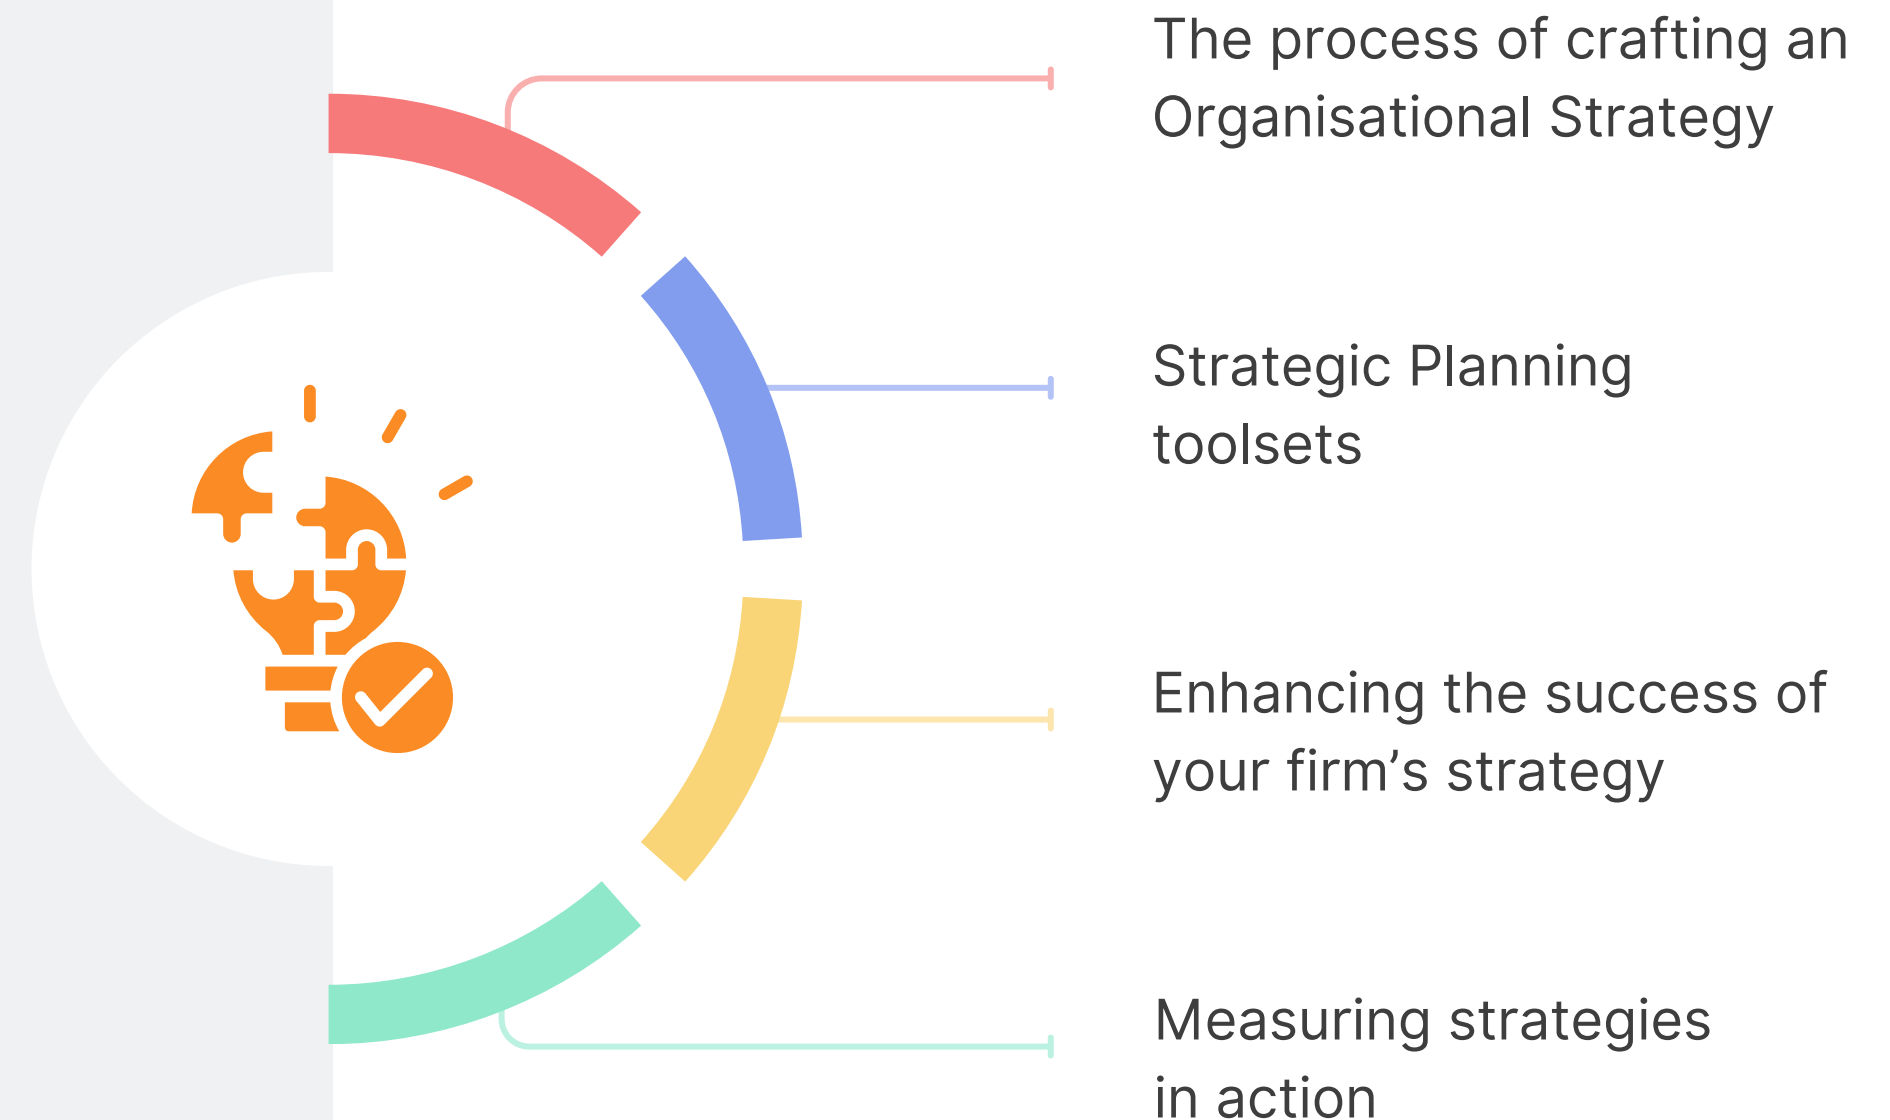 The process of crafting an
Organisational Strategy
Strategic Planning
toolsets
Enhancing the success of
your firm’s strategy
Measuring strategies
in action